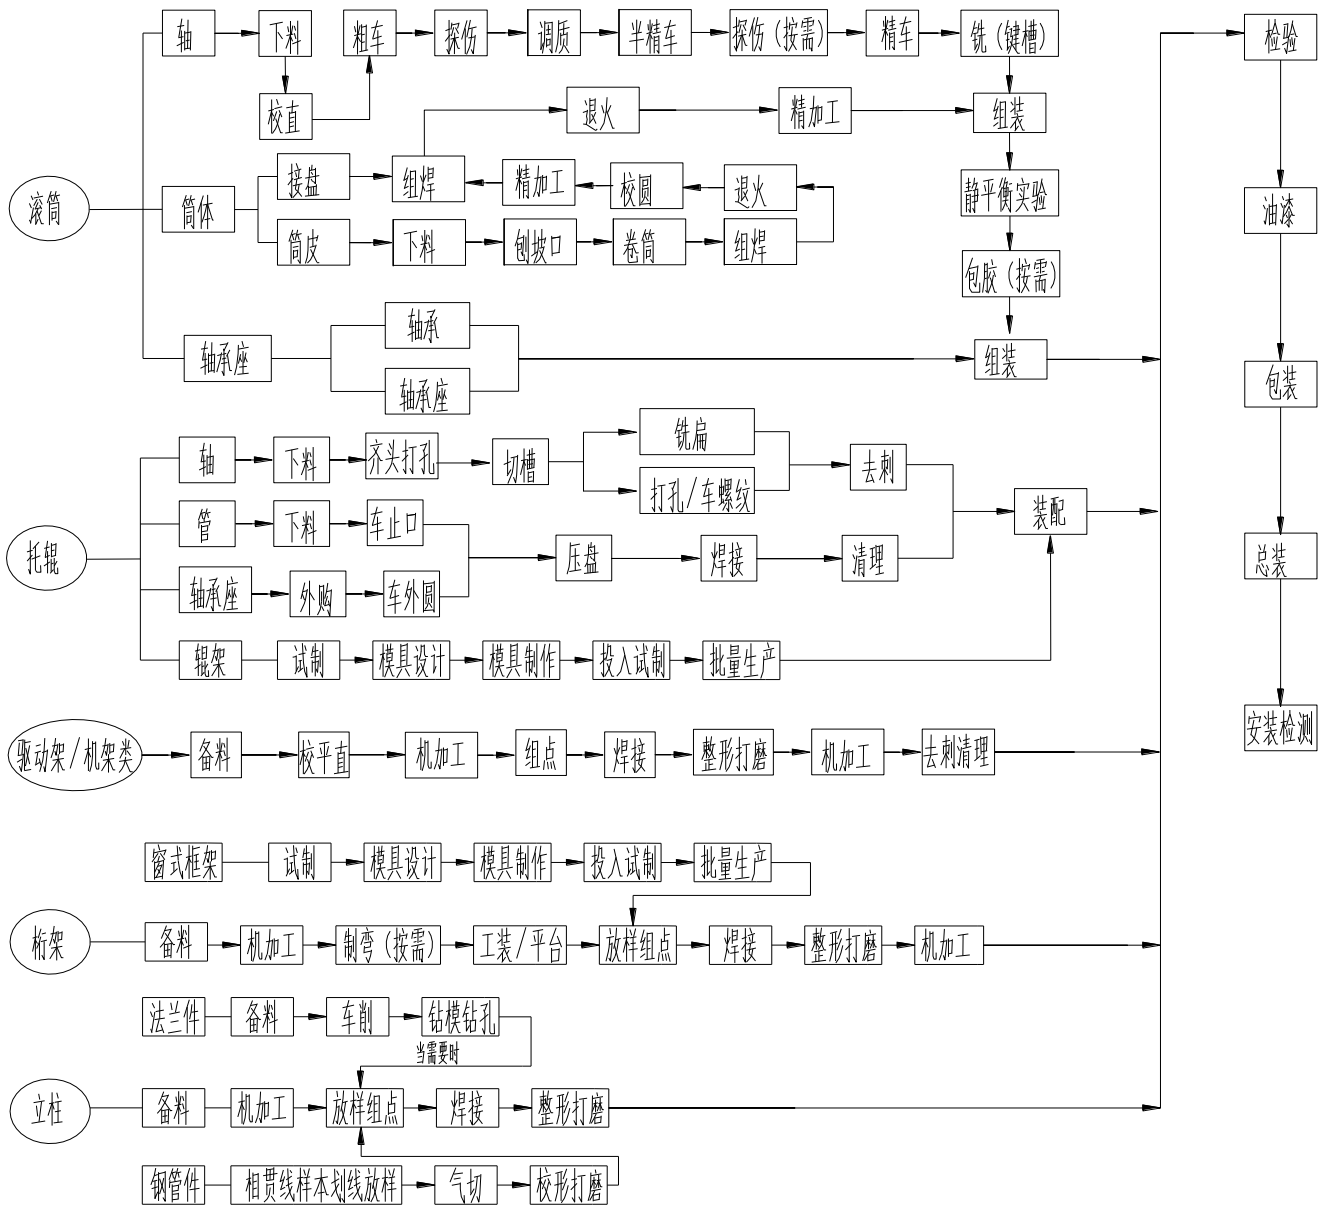 轴
下料
粗车
探伤
调质
半精车
探伤（按需）
精车
铣（键槽）
检验
校直
退火
精加工
组装
滚筒
筒体
接盘
组焊
精加工
校圆
退火
静平衡实验
油漆
筒皮
下料
刨坡口
卷筒
组焊
包胶（按需）
轴承座
轴承
轴承座
组装
包装
托辊
轴
下料
齐头打孔
切槽
铣扁
打孔/车螺纹
去刺
管
下料
车止口
装配
压盘
焊接
清理
总装
轴承座
外购
车外圆
辊架
试制
模具设计
模具制作
投入试制
批量生产
安装检测
驱动架/机架类
备料
校平直
机加工
组点
焊接
整形打磨
机加工
去刺清理
窗式框架
试制
模具设计
模具制作
投入试制
批量生产
桁架
备料
机加工
制弯（按需）
工装/平台
放样组点
焊接
整形打磨
机加工
法兰件
备料
车削
钻模钻孔
当需要时
立柱
备料
机加工
放样组点
焊接
整形打磨
钢管件
相贯线样本划线放样
气切
校形打磨